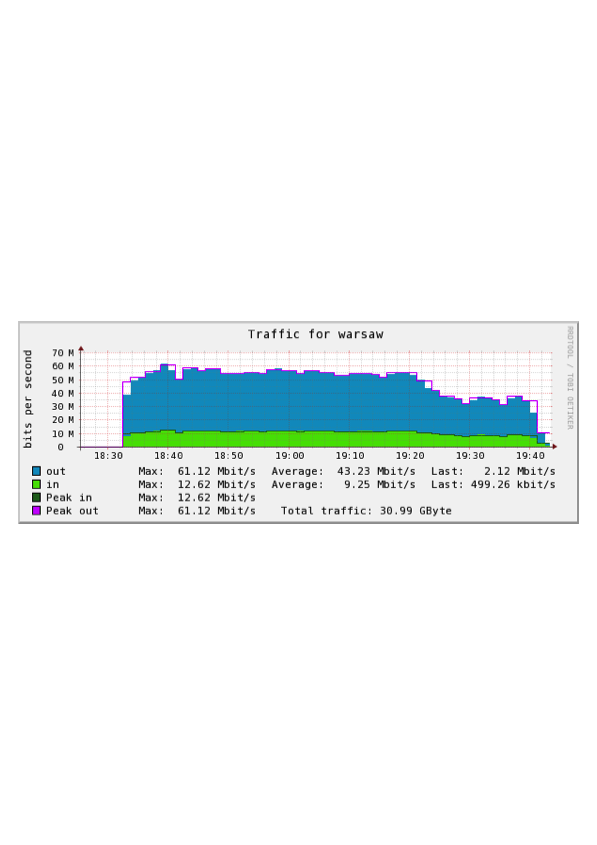 Traffic for warsaw
RRDTOOL / TOBI OETIKER
bits per second
70 M
60 M
50 M
40 M
30 M
20 M
10 M
0
18:30 18:40 18:50 19:00 19:10 19:20 19:30 19:40
out Max: 61.12 Mbit/s Average: 43.23 Mbit/s Last: 2.12 Mbit/s
in Max: 12.62 Mbit/s Average: 9.25 Mbit/s Last: 499.26 kbit/s
Peak in Max: 12.62 Mbit/s
Peak out Max: 61.12 Mbit/s Total traffic: 30.99 GByte